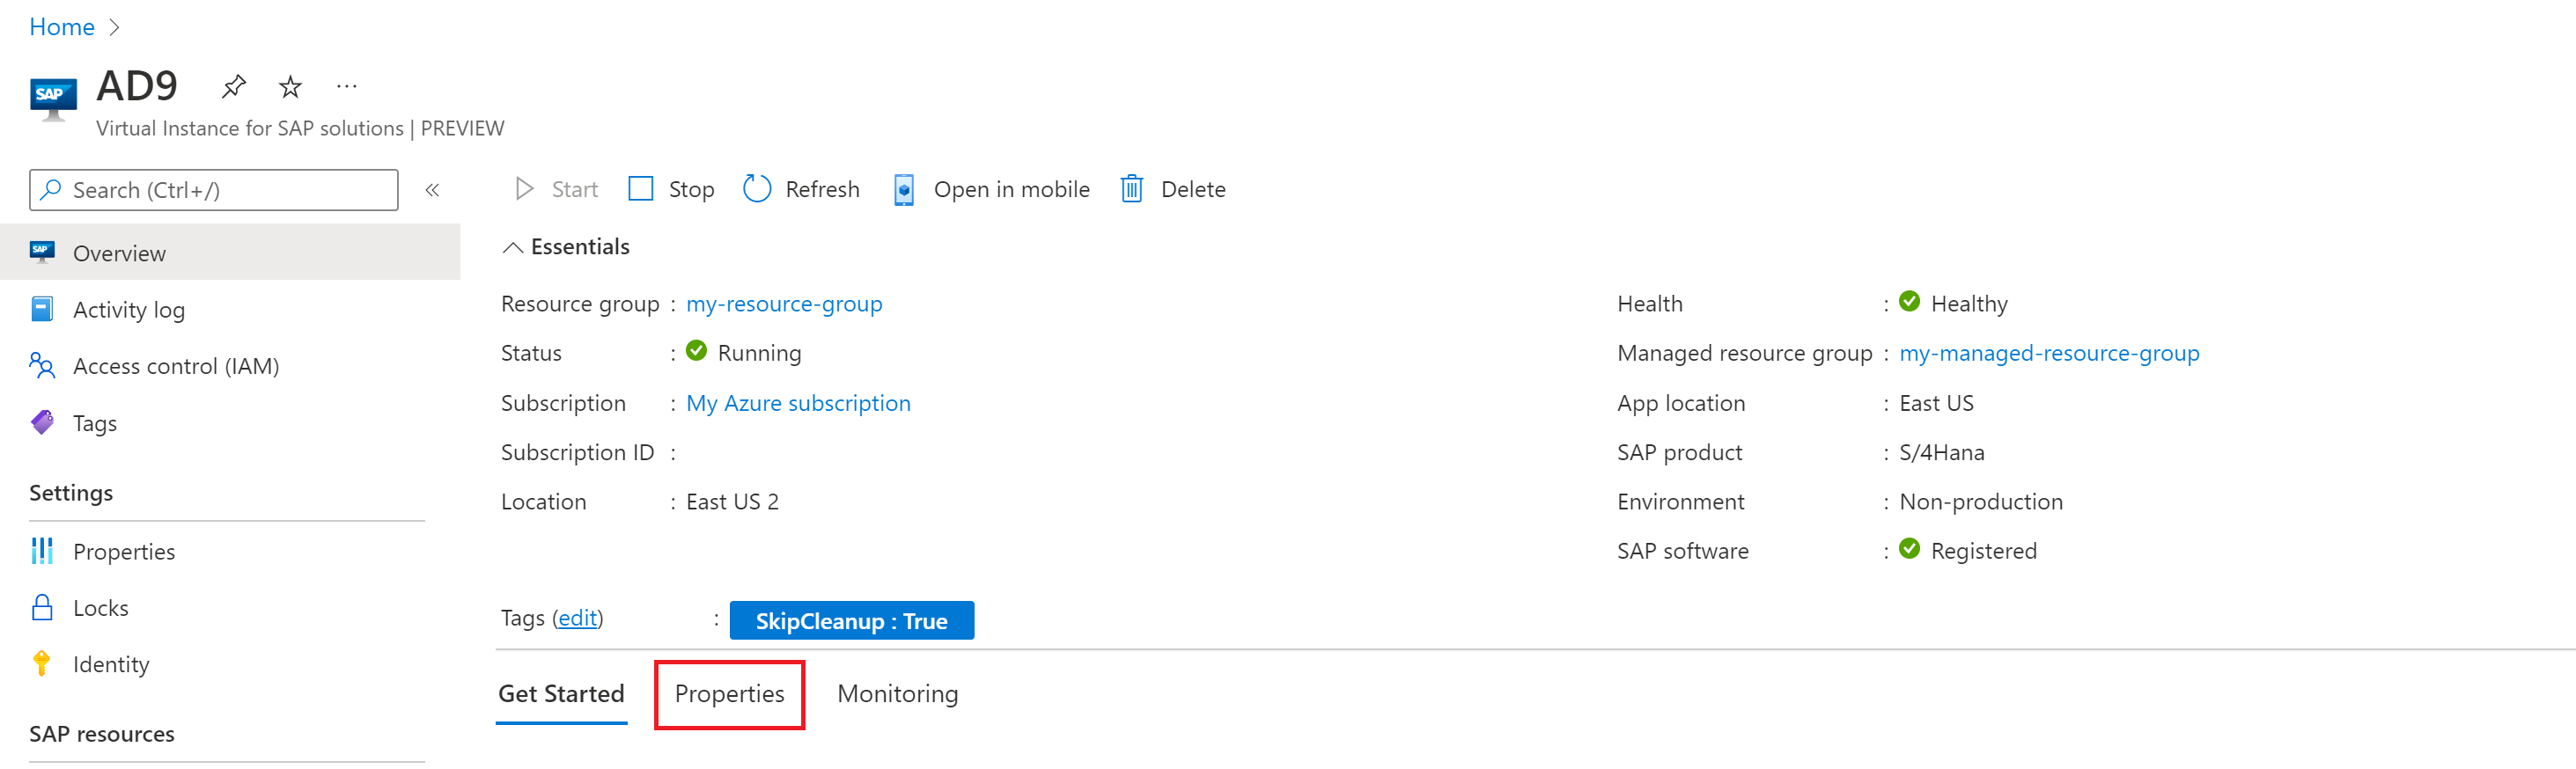 Home
SAP
AD9
Virtual Instance for SAP solutions | PREVIEW
Search (Ctrl+/)
Start Stop Refresh Open in mobile Delete
SAP Overview
Activity log
Access control (IAM)
Tags
Settings
Properties
Locks
Identity
SAP resources
Essentials
Resource group : my-resource-group
Status : Running
Subscription : My Azure subscription
Subscription ID :
Location : East US 2
Health : Healthy
Managed resource group : my-managed-resource-group
App location : East US
SAP product : S/4Hana
Environment : Non-production
SAP software : Registered
Tags (edit) : SkipCleanup : True
Get Started Properties Monitoring